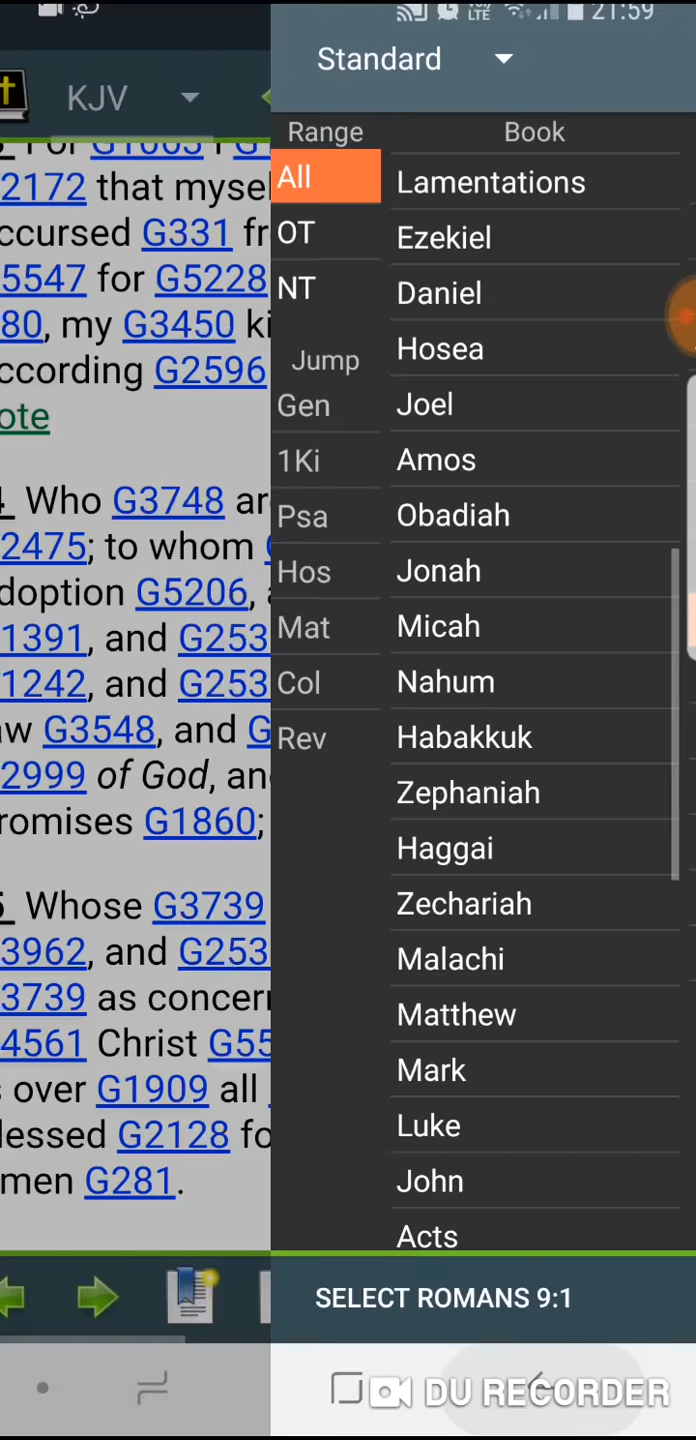 21:59
LTE
KJV
Standard
Range
Book
All
OT
NT
Jump
Gen
1Ki
Psa
Hos
Mat
Col
Rev
Lamentations
Ezekiel
Daniel
Hosea
Joel
Amos
Obadiah
Jonah
Micah
Nahum
Habakkuk
Zephaniah
Haggai
Zechariah
Malachi
Matthew
Mark
Luke
John
Acts
2172 that mysel
ccursed G331 fr
5547 for G5228
80, my G3450 ki
ccording G2596
ote
Who G3748 ar
2475; to whom
doption G5206,
1391, and G253
1242, and G253
aw G3548, and G
2999 of God, an
romises G1860;
Whose G3739
3962, and G253
3739 as concern
4561 Christ G55
s over G1909 all
lessed G2128 fo
men G281.
SELECT ROMANS 9:1
DU RECORDER